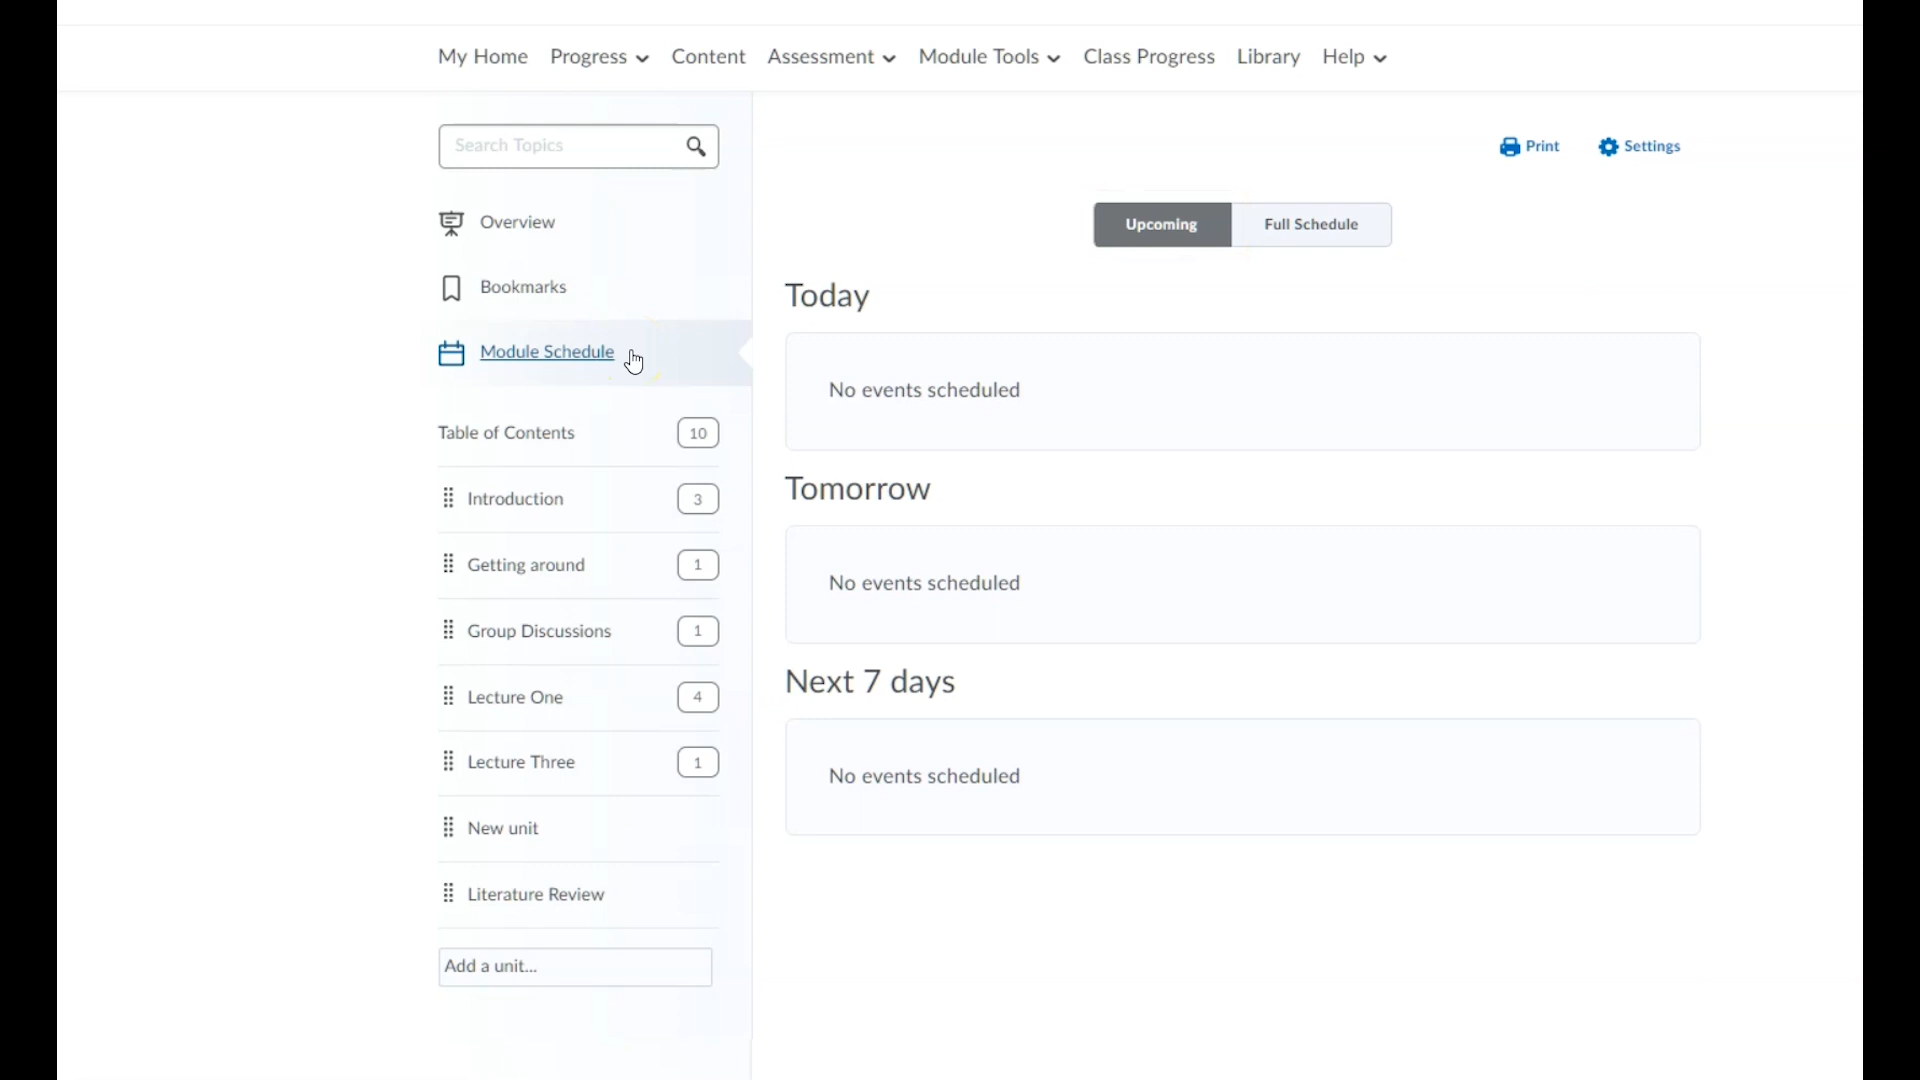 My Home Progress Content Assessment Module Tools Class Progress Library Help
Search Topics
Print Settings
Overview
Upcoming Full Schedule
Bookmarks
Today
Module Schedule
No events scheduled
Table of Contents 10
Tomorrow
Introduction 3
Getting around 1
No events scheduled
Group Discussions 1
Next 7 days
Lecture One 4
Lecture Three 1
No events scheduled
New unit
Literature Review
Add a unit...